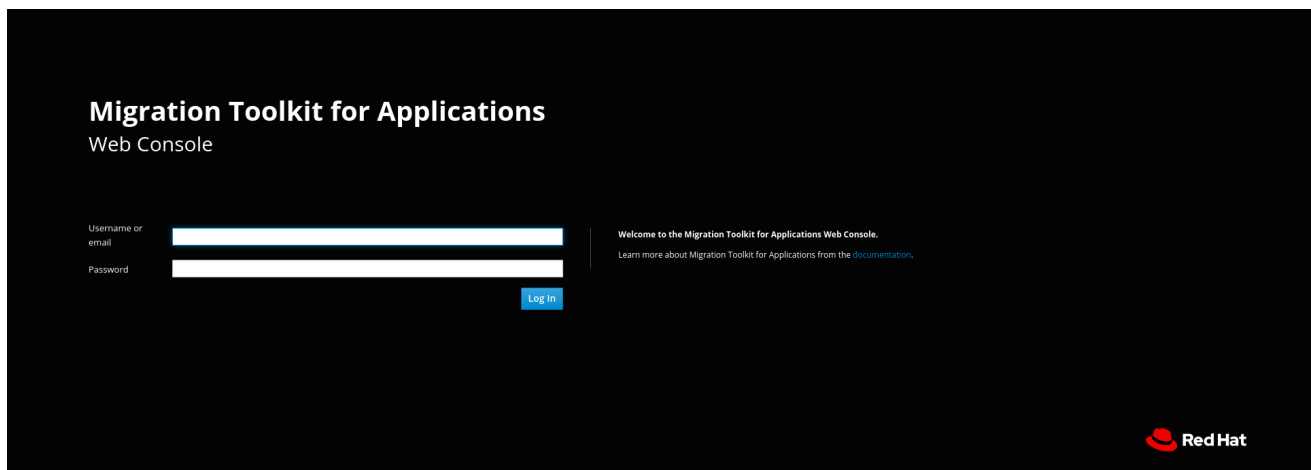 Migration Toolkit for Applications
Web Console
Username or
email
Password
Log In
Welcome to the Migration Toolkit for Applications Web Console.
Learn more about Migration Toolkit for Applications from the documentation.
Red Hat